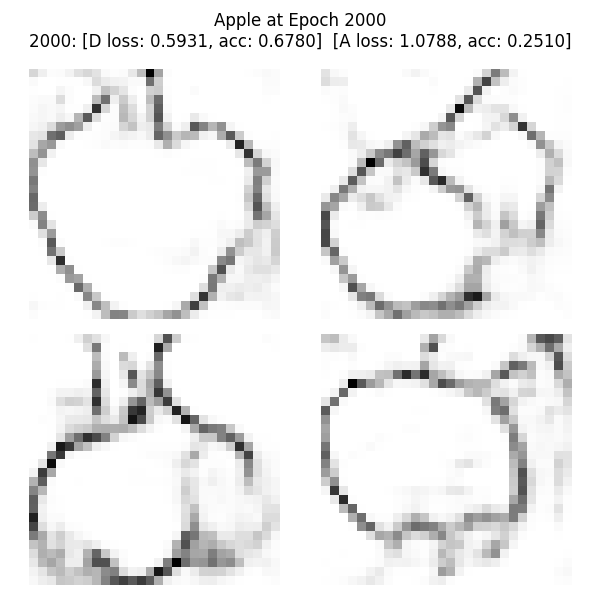 Apple at Epoch 2000
2000: [D loss: 0.5931, acc: 0.6780]  [A loss: 1.0788, acc: 0.2510]